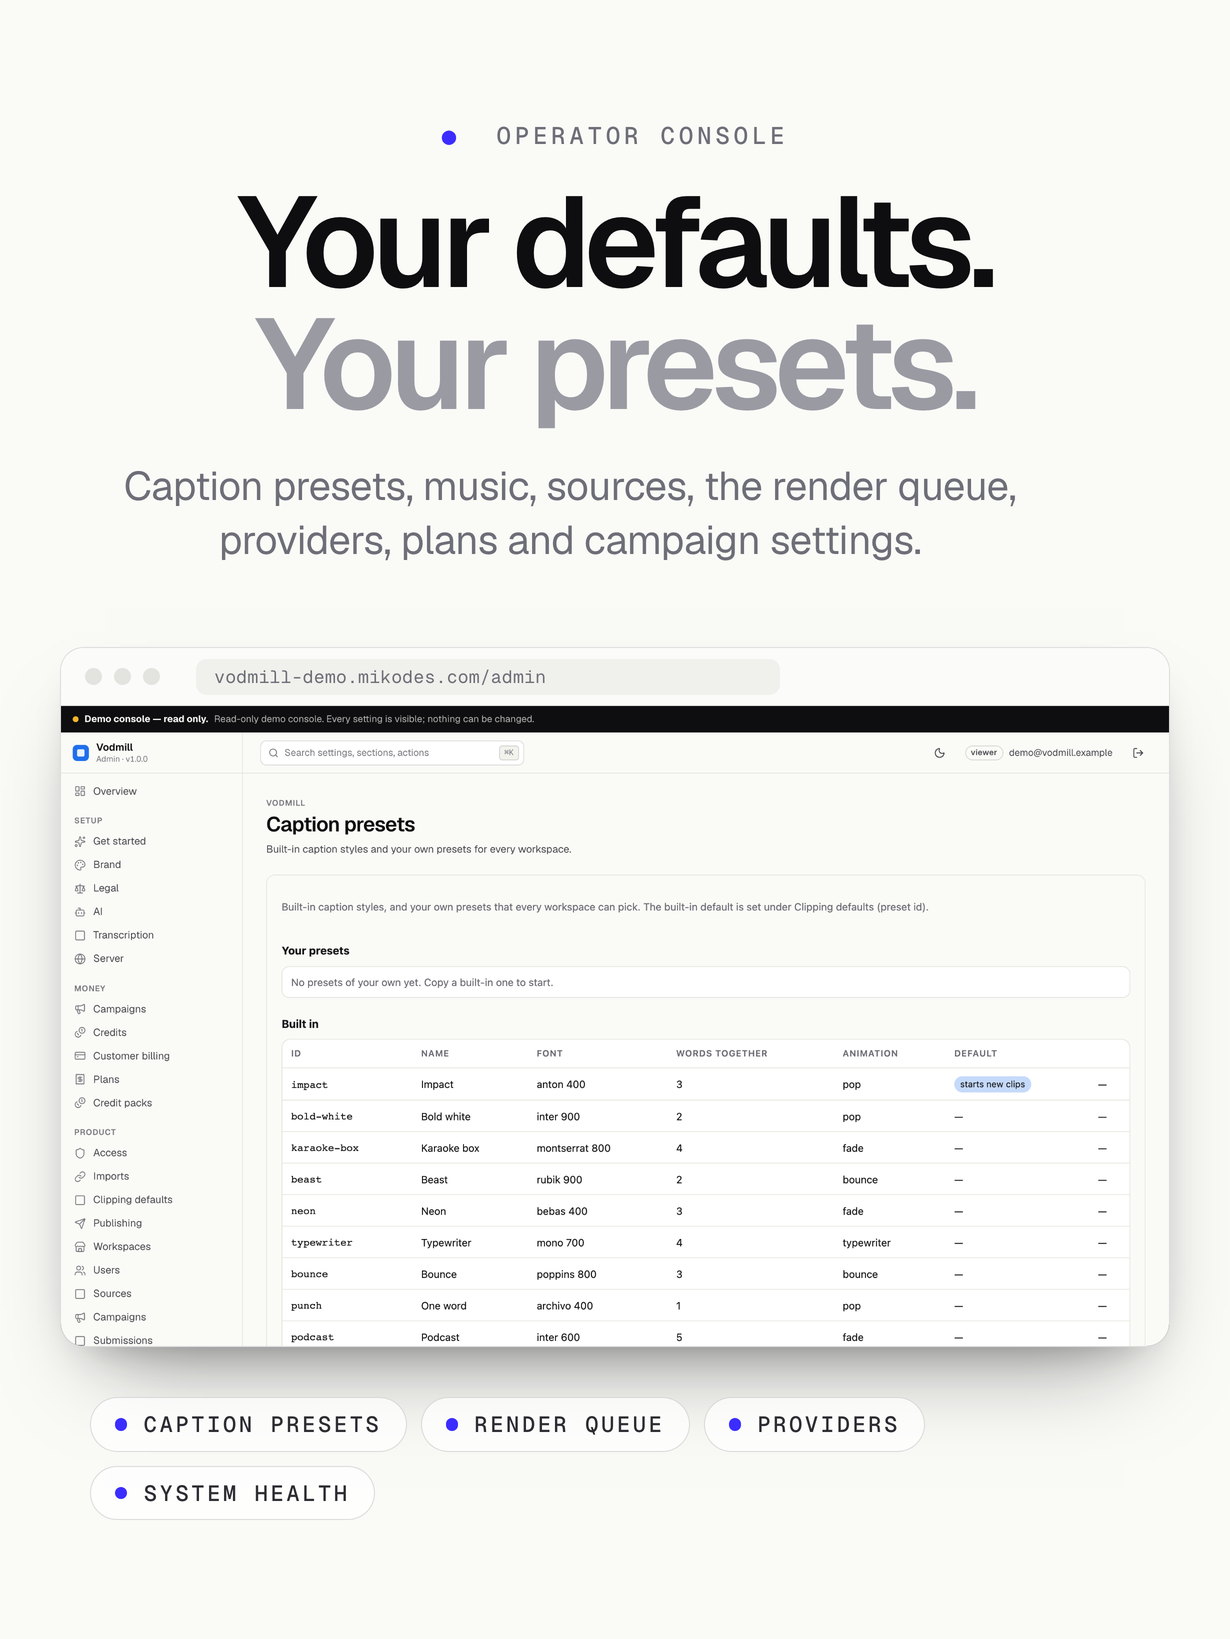 OPERATOR CONSOLE
Your defaults.
Your presets.
Caption presets, music, sources, the render queue,
providers, plans and campaign settings.
vodmill-demo.mikodes.com/admin
Demo console — read only. Read-only demo console. Every setting is visible; nothing can be changed.
Vodmill
Admin · v1.0.0
Search settings, sections, actions ⌘K
viewer demo@vodmill.example
Overview
SETUP
Get started
Brand
Legal
AI
Transcription
Server
MONEY
Campaigns
Credits
Customer billing
Plans
Credit packs
PRODUCT
Access
Imports
Clipping defaults
Publishing
Workspaces
Users
Sources
Campaigns
Submissions
VODMILL
Caption presets
Built-in caption styles and your own presets for every workspace.
Built-in caption styles, and your own presets that every workspace can pick. The built-in default is set under Clipping defaults (preset id).
Your presets
No presets of your own yet. Copy a built-in one to start.
Built in
ID NAME FONT WORDS TOGETHER ANIMATION DEFAULT
impact Impact anton 400 3 pop starts new clips —
bold-white Bold white inter 900 2 pop — —
karaoke-box Karaoke box montserrat 800 4 fade — —
beast Beast rubik 900 2 bounce — —
neon Neon bebas 400 3 fade — —
typewriter Typewriter mono 700 4 typewriter — —
bounce Bounce poppins 800 3 bounce — —
punch One word archivo 400 1 pop — —
podcast Podcast inter 600 5 fade — —
CAPTION PRESETS
RENDER QUEUE
PROVIDERS
SYSTEM HEALTH